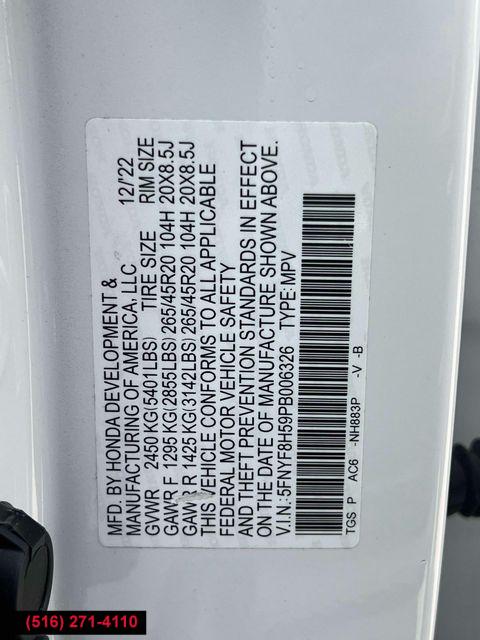 MFD. BY HONDA DEVELOPMENT &
MANUFACTURING OF AMERICA, LLC 12/'22
GVWR 2450 KG(5401LBS) TIRE SIZE RIM SIZE
GAWR F 1295 KG(2855LBS) 265/45R20 104H 20X8.5J
GAWR R 1425 KG(3142LBS) 265/45R20 104H 20X8.5J
THIS VEHICLE CONFORMS TO ALL APPLICABLE
FEDERAL MOTOR VEHICLE SAFETY
AND THEFT PREVENTION STANDARDS IN EFFECT
ON THE DATE OF MANUFACTURE SHOWN ABOVE.
V.I.N.: 5FNYF8H59PB006326 TYPE: MPV
TGS P AC6 -NH883P -V -B
(516) 271-4110